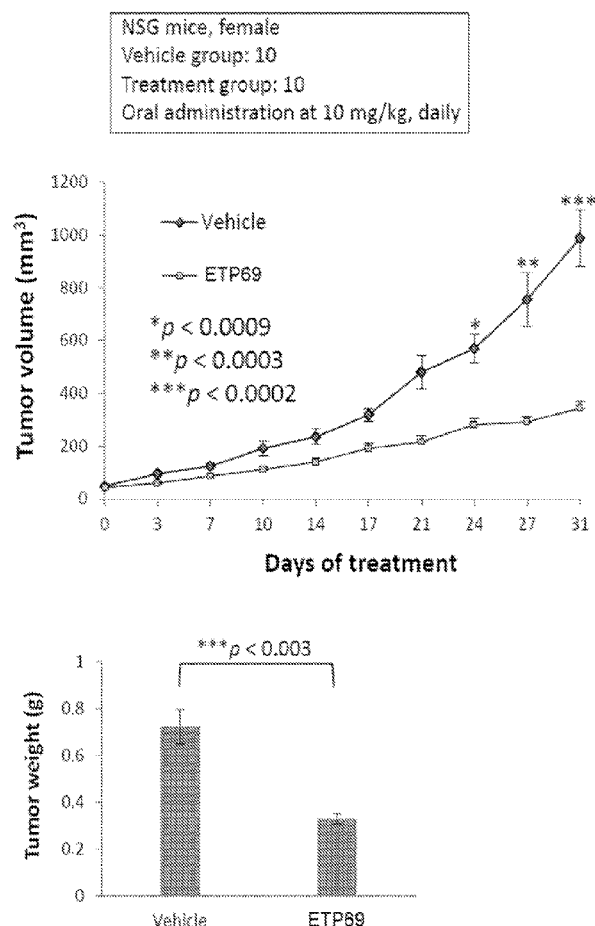 NSG mice, female
Vehicle group: 10
Treatment group: 10
Oral administration at 10 mg/kg, daily
1200
1000
800
600
400
200
0
Tumor volume (mm³)
Vehicle
ETP69
*p < 0.0009
**p < 0.0003
***p < 0.0002
*
**
***
0 3 7 10 14 17 21 24 27 31
Days of treatment
***p < 0.003
1
0.8
0.6
0.4
0.2
0
Tumor weight (g)
Vehicle ETP69